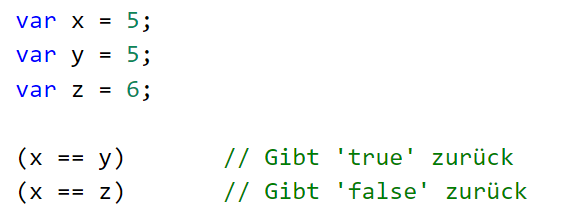 var x = 5;
var y = 5;
var z = 6;
(x == y) // Gibt 'true' zurück
(x == z) // Gibt 'false' zurück